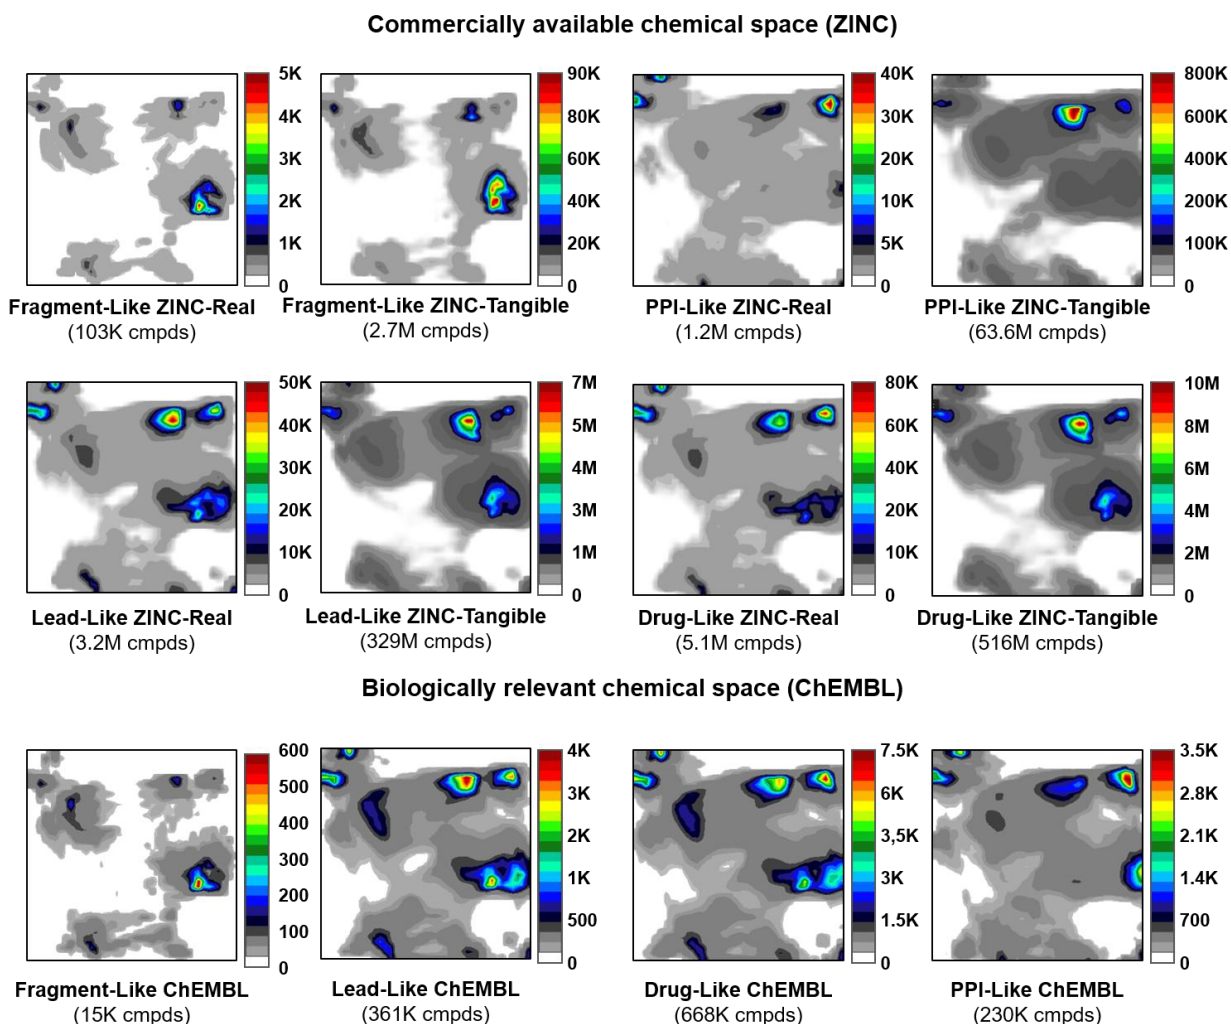 Commercially available chemical space (ZINC)
5K
4K
3K
2K
1K
0
Fragment-Like ZINC-Real
(103K cmpds)
90K
80K
60K
40K
20K
0
Fragment-Like ZINC-Tangible
(2.7M cmpds)
40K
30K
20K
10K
5K
0
PPI-Like ZINC-Real
(1.2M cmpds)
800K
600K
400K
200K
100K
0
PPI-Like ZINC-Tangible
(63.6M cmpds)
50K
40K
30K
20K
10K
0
Lead-Like ZINC-Real
(3.2M cmpds)
7M
5M
4M
3M
1M
0
Lead-Like ZINC-Tangible
(329M cmpds)
80K
60K
40K
20K
10K
0
Drug-Like ZINC-Real
(5.1M cmpds)
10M
8M
6M
4M
2M
0
Drug-Like ZINC-Tangible
(516M cmpds)
Biologically relevant chemical space (ChEMBL)
600
500
400
300
200
100
0
Fragment-Like ChEMBL
(15K cmpds)
4K
3K
2K
1K
500
0
Lead-Like ChEMBL
(361K cmpds)
7.5K
6K
3,5K
3K
1.5K
0
Drug-Like ChEMBL
(668K cmpds)
3.5K
2.8K
2.1K
1.4K
700
0
PPI-Like ChEMBL
(230K cmpds)